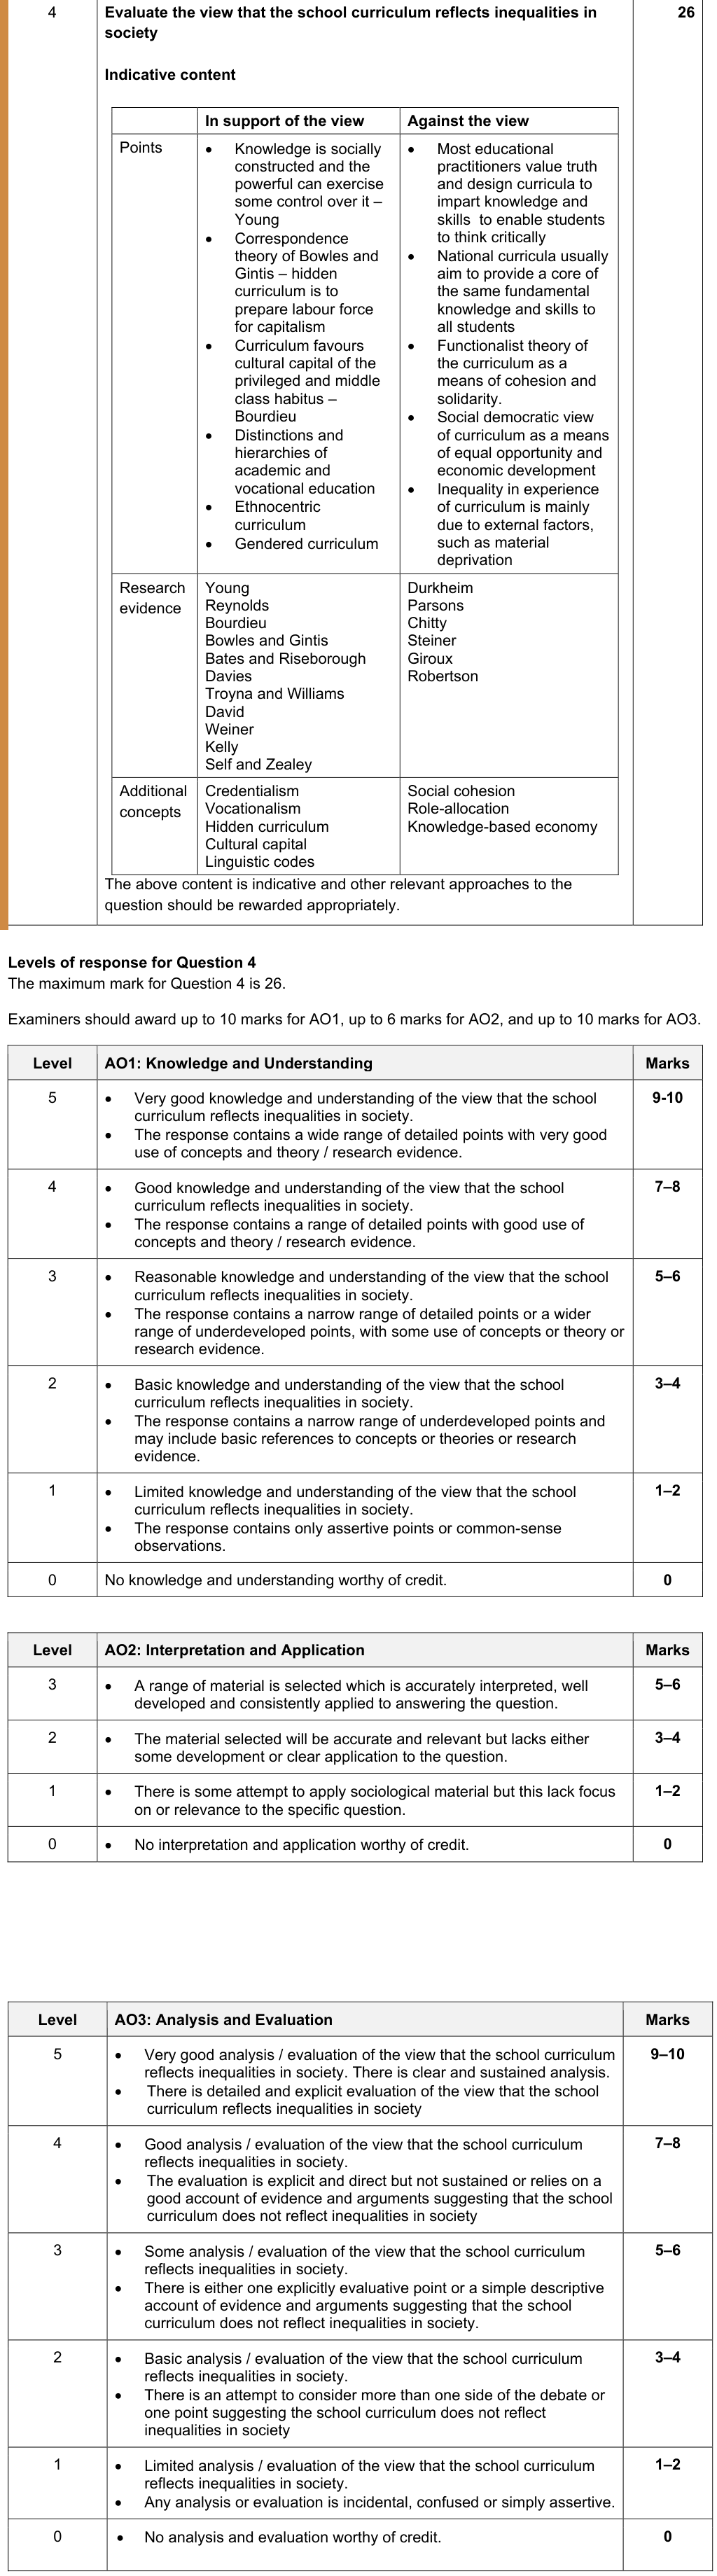 4
Evaluate the view that the school curriculum reflects inequalities in
society
26
Indicative content
In support of the view
Against the view
Points
• Knowledge is socially
constructed and the
powerful can exercise
some control over it –
Young
• Correspondence
theory of Bowles and
Gintis – hidden
curriculum is to
prepare labour force
for capitalism
• Curriculum favours
cultural capital of the
privileged and middle
class habitus –
Bourdieu
• Distinctions and
hierarchies of
academic and
vocational education
• Ethnocentric
curriculum
• Gendered curriculum
• Most educational
practitioners value truth
and design curricula to
impart knowledge and
skills to enable students
to think critically
• National curricula usually
aim to provide a core of
the same fundamental
knowledge and skills to
all students
• Functionalist theory of
the curriculum as a
means of cohesion and
solidarity.
• Social democratic view
of curriculum as a means
of equal opportunity and
economic development
• Inequality in experience
of curriculum is mainly
due to external factors,
such as material
deprivation
Research
evidence
Young
Reynolds
Bourdieu
Bowles and Gintis
Bates and Riseborough
Davies
Troyna and Williams
David
Weiner
Kelly
Self and Zealey
Durkheim
Parsons
Chitty
Steiner
Giroux
Robertson
Additional
concepts
Credentialism
Vocationalism
Hidden curriculum
Cultural capital
Linguistic codes
Social cohesion
Role-allocation
Knowledge-based economy
The above content is indicative and other relevant approaches to the
question should be rewarded appropriately.
Levels of response for Question 4
The maximum mark for Question 4 is 26.
Examiners should award up to 10 marks for AO1, up to 6 marks for AO2, and up to 10 marks for AO3.
Level
AO1: Knowledge and Understanding
Marks
5
• Very good knowledge and understanding of the view that the school
curriculum reflects inequalities in society.
• The response contains a wide range of detailed points with very good
use of concepts and theory / research evidence.
9-10
4
• Good knowledge and understanding of the view that the school
curriculum reflects inequalities in society.
• The response contains a range of detailed points with good use of
concepts and theory / research evidence.
7–8
3
• Reasonable knowledge and understanding of the view that the school
curriculum reflects inequalities in society.
• The response contains a narrow range of detailed points or a wider
range of underdeveloped points, with some use of concepts or theory or
research evidence.
5–6
2
• Basic knowledge and understanding of the view that the school
curriculum reflects inequalities in society.
• The response contains a narrow range of underdeveloped points and
may include basic references to concepts or theories or research
evidence.
3–4
1
• Limited knowledge and understanding of the view that the school
curriculum reflects inequalities in society.
• The response contains only assertive points or common-sense
observations.
1–2
0
No knowledge and understanding worthy of credit.
0
Level
AO2: Interpretation and Application
Marks
3
• A range of material is selected which is accurately interpreted, well
developed and consistently applied to answering the question.
5–6
2
• The material selected will be accurate and relevant but lacks either
some development or clear application to the question.
3–4
1
• There is some attempt to apply sociological material but this lack focus
on or relevance to the specific question.
1–2
0
• No interpretation and application worthy of credit.
0
Level
AO3: Analysis and Evaluation
Marks
5
• Very good analysis / evaluation of the view that the school curriculum
reflects inequalities in society. There is clear and sustained analysis.
• There is detailed and explicit evaluation of the view that the school
curriculum reflects inequalities in society
9–10
4
• Good analysis / evaluation of the view that the school curriculum
reflects inequalities in society.
• The evaluation is explicit and direct but not sustained or relies on a
good account of evidence and arguments suggesting that the school
curriculum does not reflect inequalities in society
7–8
3
• Some analysis / evaluation of the view that the school curriculum
reflects inequalities in society.
• There is either one explicitly evaluative point or a simple descriptive
account of evidence and arguments suggesting that the school
curriculum does not reflect inequalities in society.
5–6
2
• Basic analysis / evaluation of the view that the school curriculum
reflects inequalities in society.
• There is an attempt to consider more than one side of the debate or
one point suggesting the school curriculum does not reflect
inequalities in society
3–4
1
• Limited analysis / evaluation of the view that the school curriculum
reflects inequalities in society.
• Any analysis or evaluation is incidental, confused or simply assertive.
1–2
0
• No analysis and evaluation worthy of credit.
0